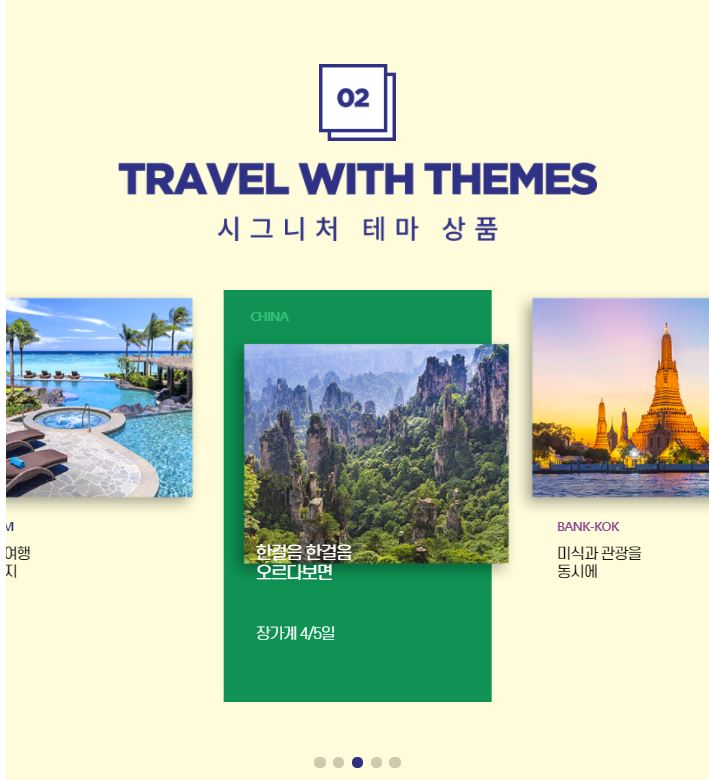 02
TRAVEL WITH THEMES
시그니처 테마 상품
CHINA
한걸음 한걸음
오르다보면
장가계 4/5일
M
여행
지
BANK-KOK
미식과 관광을
동시에